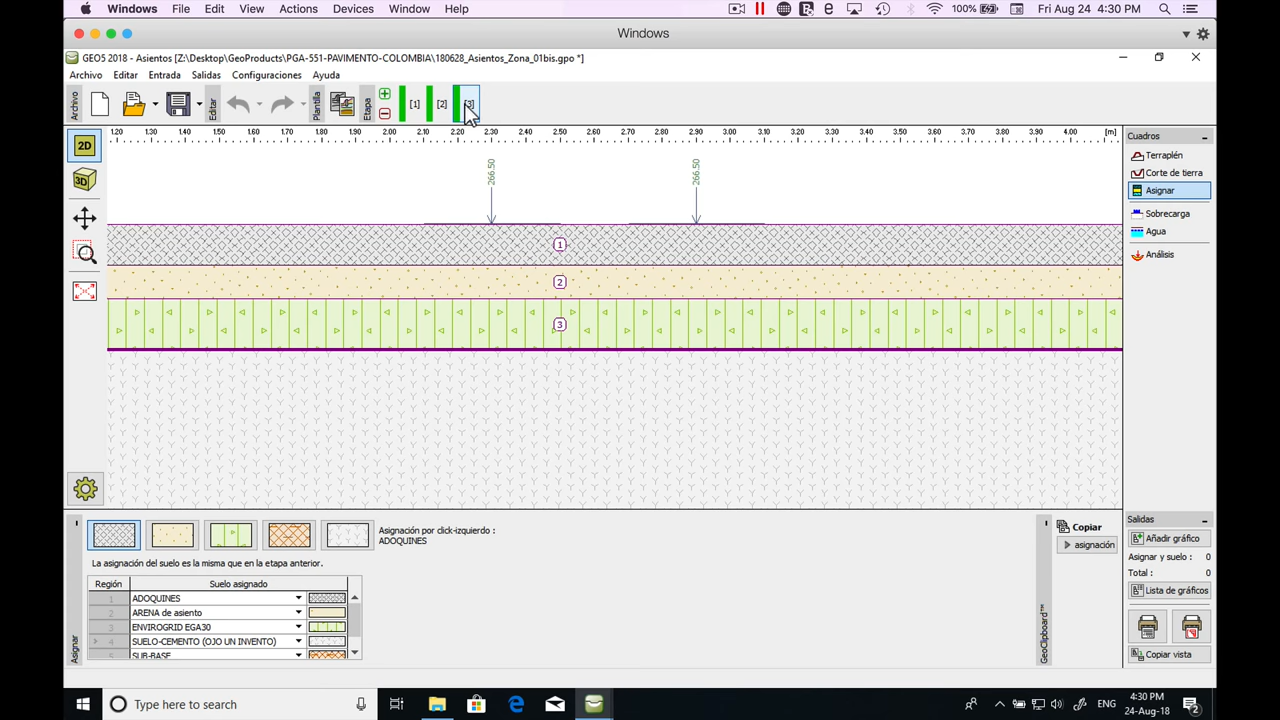 Windows File Edit View Actions Devices Window Help 100% Fri Aug 24 4:30 PM
Windows
GEO5 2018 - Asientos [Z:\Desktop\GeoProducts\PGA-551-PAVIMENTO-COLOMBIA\180628_Asientos_Zona_01bis.gpo *]
Archivo Editar Entrada Salidas Configuraciones Ayuda
Archivo Editar Plantilla Etapa [1] [2] [3]
2D 1.20 1.30 1.40 1.50 1.60 1.70 1.80 1.90 2.00 2.10 2.20 2.30 2.40 2.50 2.60 2.70 2.80 2.90 3.00 3.10 3.20 3.30 3.40 3.50 3.60 3.70 3.80 3.90 4.00 [m]
3D
266.50 266.50
1
2
3
Cuadros
Terraplén
Corte de tierra
Asignar
Sobrecarga
Agua
Análisis
Asignar
Asignación por click-izquierdo :
ADOQUINES
La asignación del suelo es la misma que en la etapa anterior.
Región Suelo asignado
1 ADOQUINES
2 ARENA de asiento
3 ENVIROGRID EGA30
4 SUELO-CEMENTO (OJO UN INVENTO)
5 SUB-BASE
GeoClipboard™
Copiar
asignación
Salidas
Añadir gráfico
Asignar y suelo : 0
Total : 0
Lista de gráficos
Copiar vista
Type here to search
ENG
4:30 PM
24-Aug-18
2